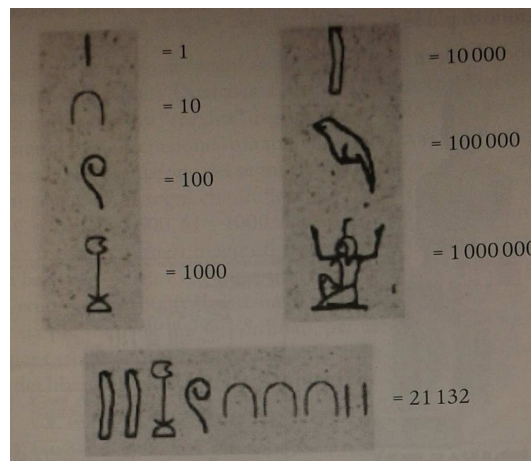 = 1
= 10
= 100
= 1000
= 10 000
= 100 000
= 1 000 000
= 21 132